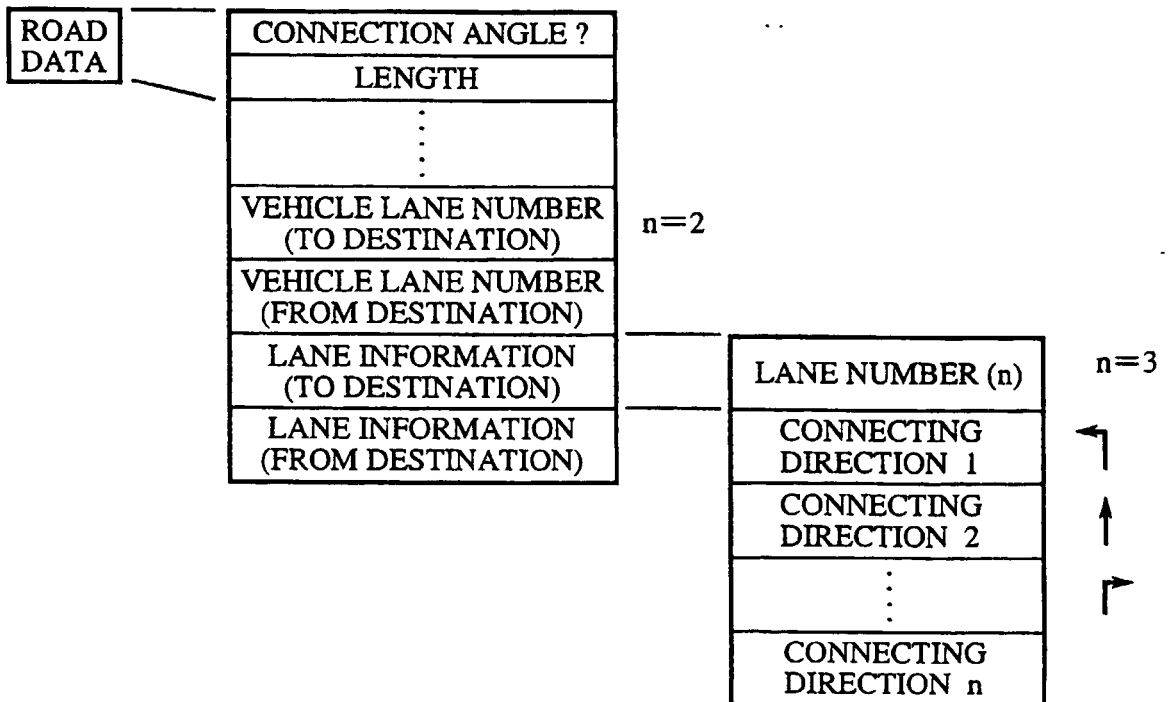 ROAD
DATA
CONNECTION ANGLE ?
LENGTH
VEHICLE LANE NUMBER
(TO DESTINATION)
n=2
VEHICLE LANE NUMBER
(FROM DESTINATION)
LANE INFORMATION
(TO DESTINATION)
LANE INFORMATION
(FROM DESTINATION)
LANE NUMBER (n)
n=3
CONNECTING
DIRECTION 1
CONNECTING
DIRECTION 2
CONNECTING
DIRECTION n